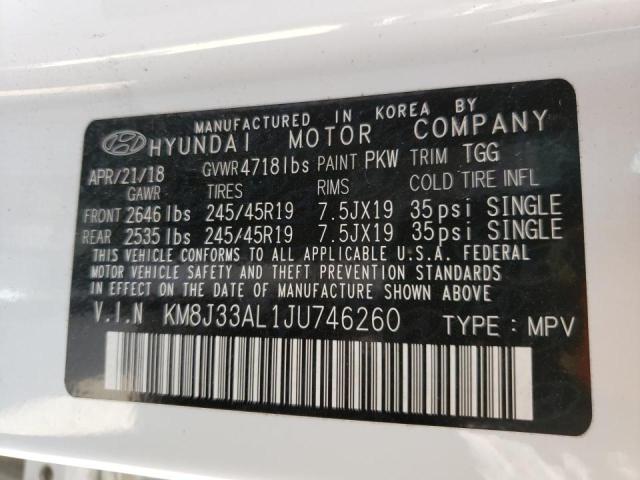 MANUFACTURED IN KOREA BY
HYUNDAI MOTOR COMPANY
APR/21/18 GVWR 4718lbs PAINT PKW TRIM TGG
GAWR TIRES RIMS COLD TIRE INFL
FRONT 2646 lbs 245/45R19 7.5JX19 35psi SINGLE
REAR 2535 lbs 245/45R19 7.5JX19 35psi SINGLE
THIS VEHICLE CONFORMS TO ALL APPLICABLE U.S.A. FEDERAL
MOTOR VEHICLE SAFETY AND THEFT PREVENTION STANDARDS
IN EFFECT ON THE DATE OF MANUFACTURE SHOWN ABOVE.
V.I.N KM8J33AL1JU746260 TYPE: MPV